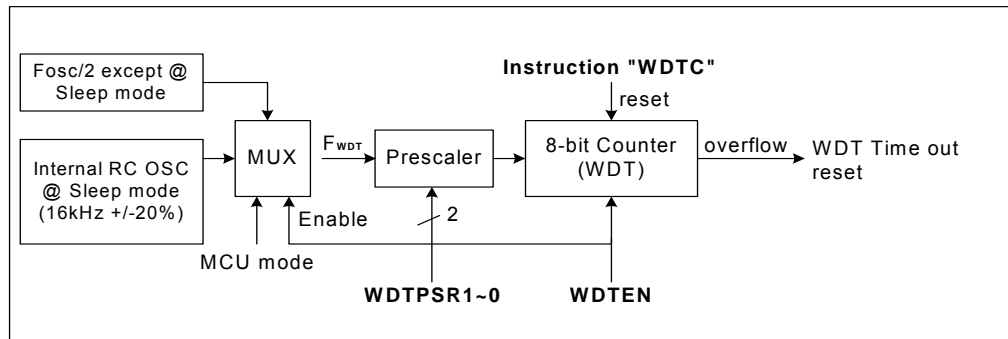 Fosc/2 except @
Sleep mode
Internal RC OSC
@ Sleep mode
(16kHz +/-20%)
MUX
MCU mode
Enable
FWDT
Prescaler
2
WDTPSR1~0
Instruction "WDTC"
reset
8-bit Counter
(WDT)
WDTEN
overflow
WDT Time out
reset